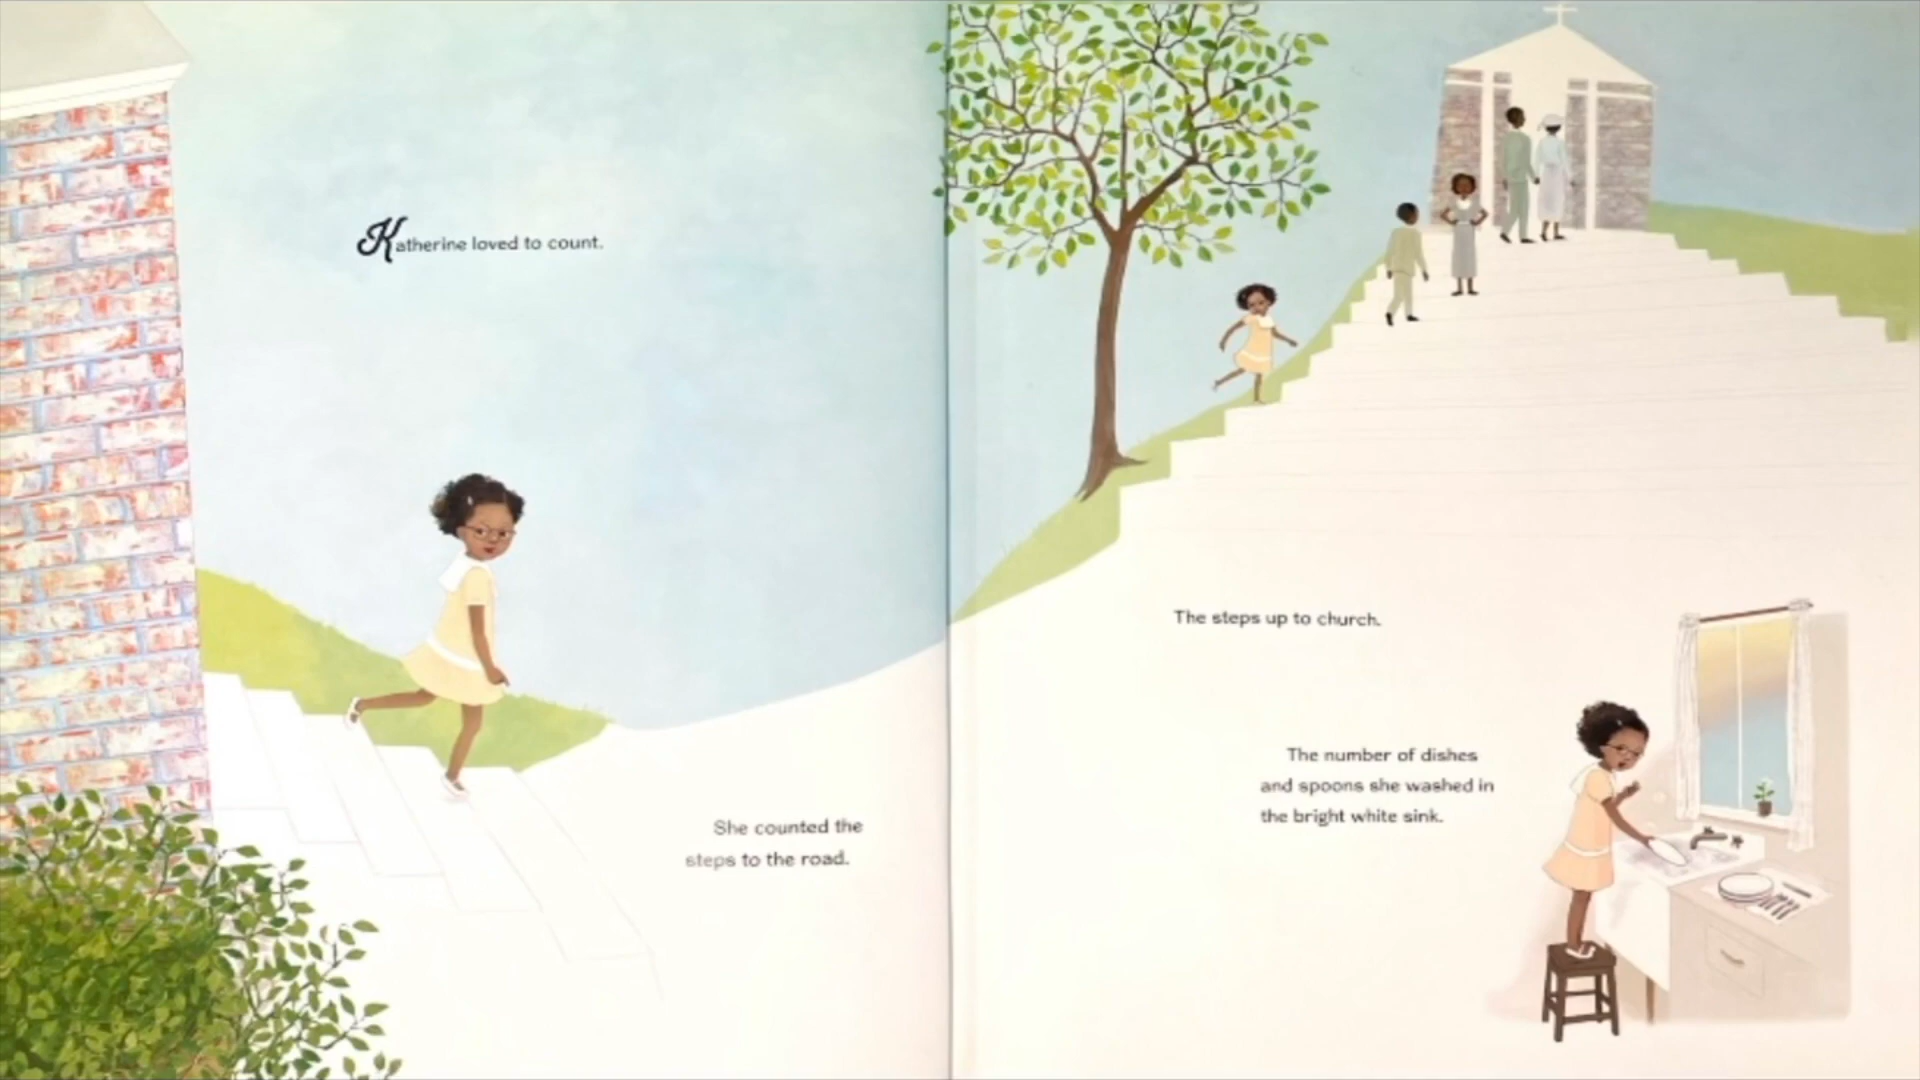 Katherine loved to count.
She counted the
steps to the road.
The steps up to church.
The number of dishes
and spoons she washed in
the bright white sink.